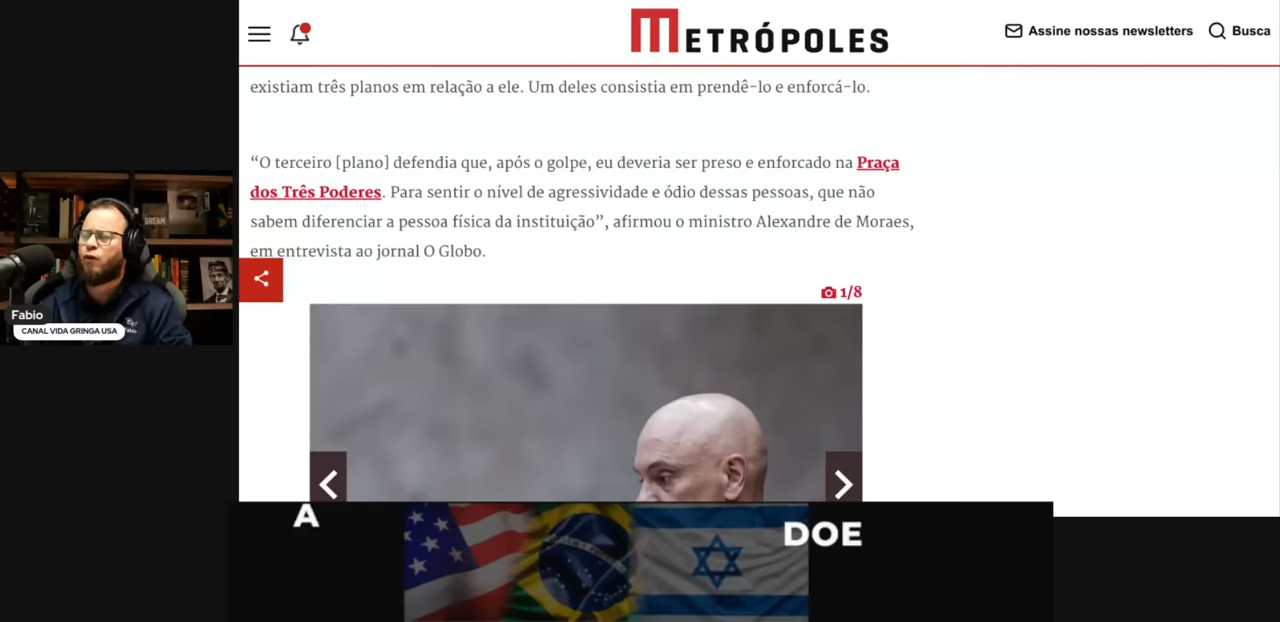 METRÓPOLES
Assine nossas newsletters
Busca
existiam três planos em relação a ele. Um deles consistia em prendê-lo e enforcá-lo.
“O terceiro [plano] defendia que, após o golpe, eu deveria ser preso e enforcado na Praça
dos Três Poderes. Para sentir o nível de agressividade e ódio dessas pessoas, que não
sabem diferenciar a pessoa física da instituição”, afirmou o ministro Alexandre de Moraes,
em entrevista ao jornal O Globo.
1/8
DREAM
Fabio
CANAL VIDA GRINGA USA
A
DOE